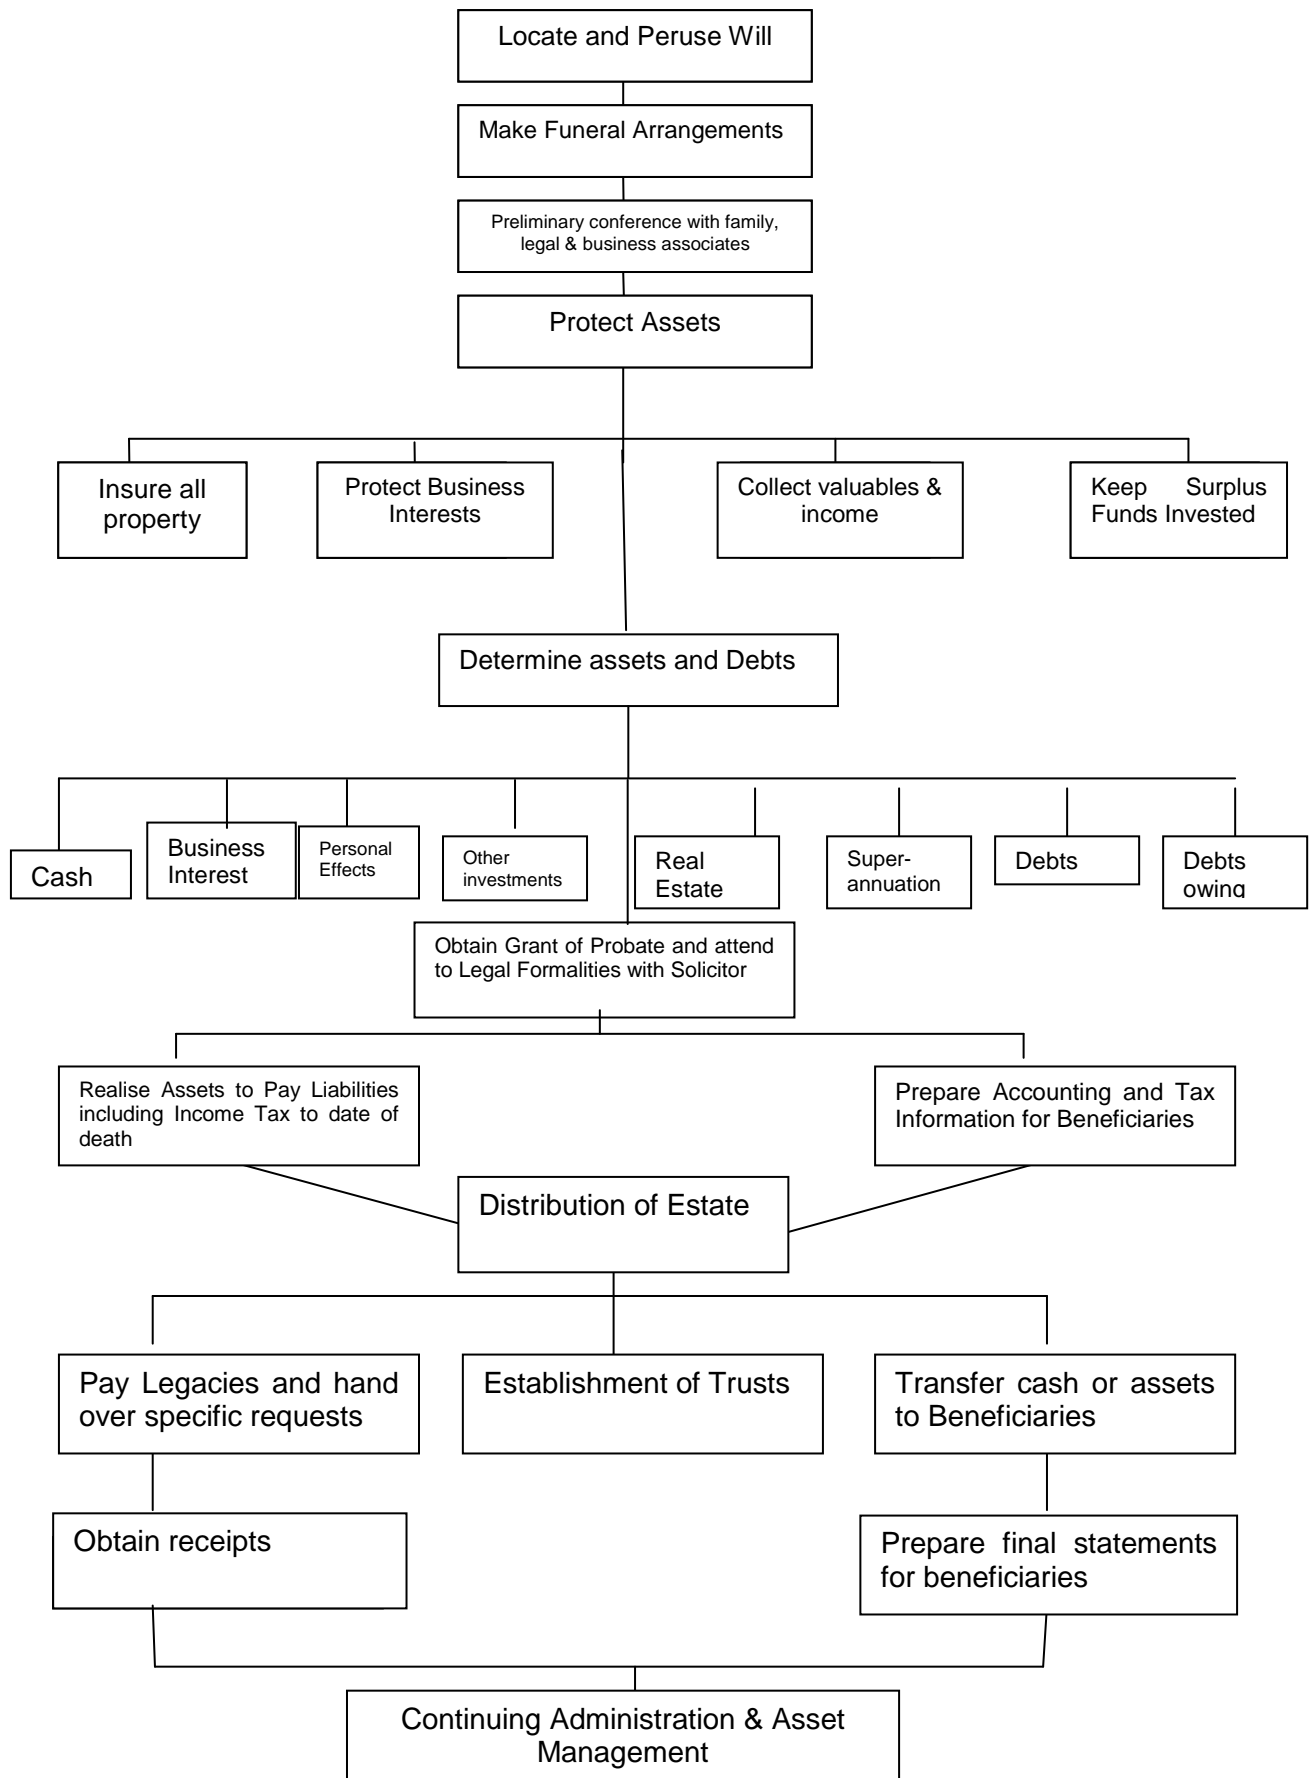 Locate and Peruse Will
Make Funeral Arrangements
Preliminary conference with family,
legal & business associates
Protect Assets
Insure all
property
Protect Business
Interests
Collect valuables &
income
Keep Surplus
Funds Invested
Determine assets and Debts
Cash
Business
Interest
Personal
Effects
Other
investments
Real
Estate
Super-
annuation
Debts
Debts
owing
Obtain Grant of Probate and attend
to Legal Formalities with Solicitor
Realise Assets to Pay Liabilities
including Income Tax to date of
death
Prepare Accounting and Tax
Information for Beneficiaries
Distribution of Estate
Pay Legacies and hand
over specific requests
Establishment of Trusts
Transfer cash or assets
to Beneficiaries
Obtain receipts
Prepare final statements
for beneficiaries
Continuing Administration & Asset
Management